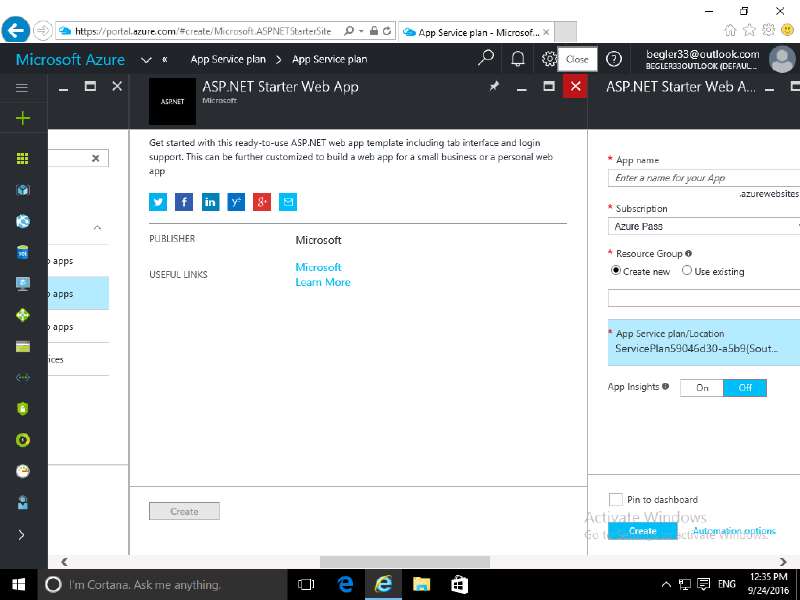 https://portal.azure.com/#create/Microsoft.ASPNETStarterSite
App Service plan - Microsof...
Microsoft Azure
App Service plan
App Service plan
Close
begler33@outlook.com
BEGLER33OUTLOOK (DEFAUL...
ASP.NET
ASP.NET Starter Web App
Microsoft
ASP.NET Starter Web A...
Get started with this ready-to-use ASP.NET web app template including tab interface and login
support. This can be further customized to build a web app for a small business or a personal web
app
PUBLISHER
Microsoft
USEFUL LINKS
Microsoft
Learn More
Create
apps
apps
apps
* App name
Enter a name for your App
.azurewebsites
* Subscription
Azure Pass
* Resource Group
Create new
Use existing
* App Service plan/Location
ServicePlan59046d30-a5b9(Sout...
App Insights
On
Off
Pin to dashboard
Activate Windows
Create
Automation options
Go to
activate Windows.
I'm Cortana. Ask me anything.
ENG
12:35 PM
9/24/2016